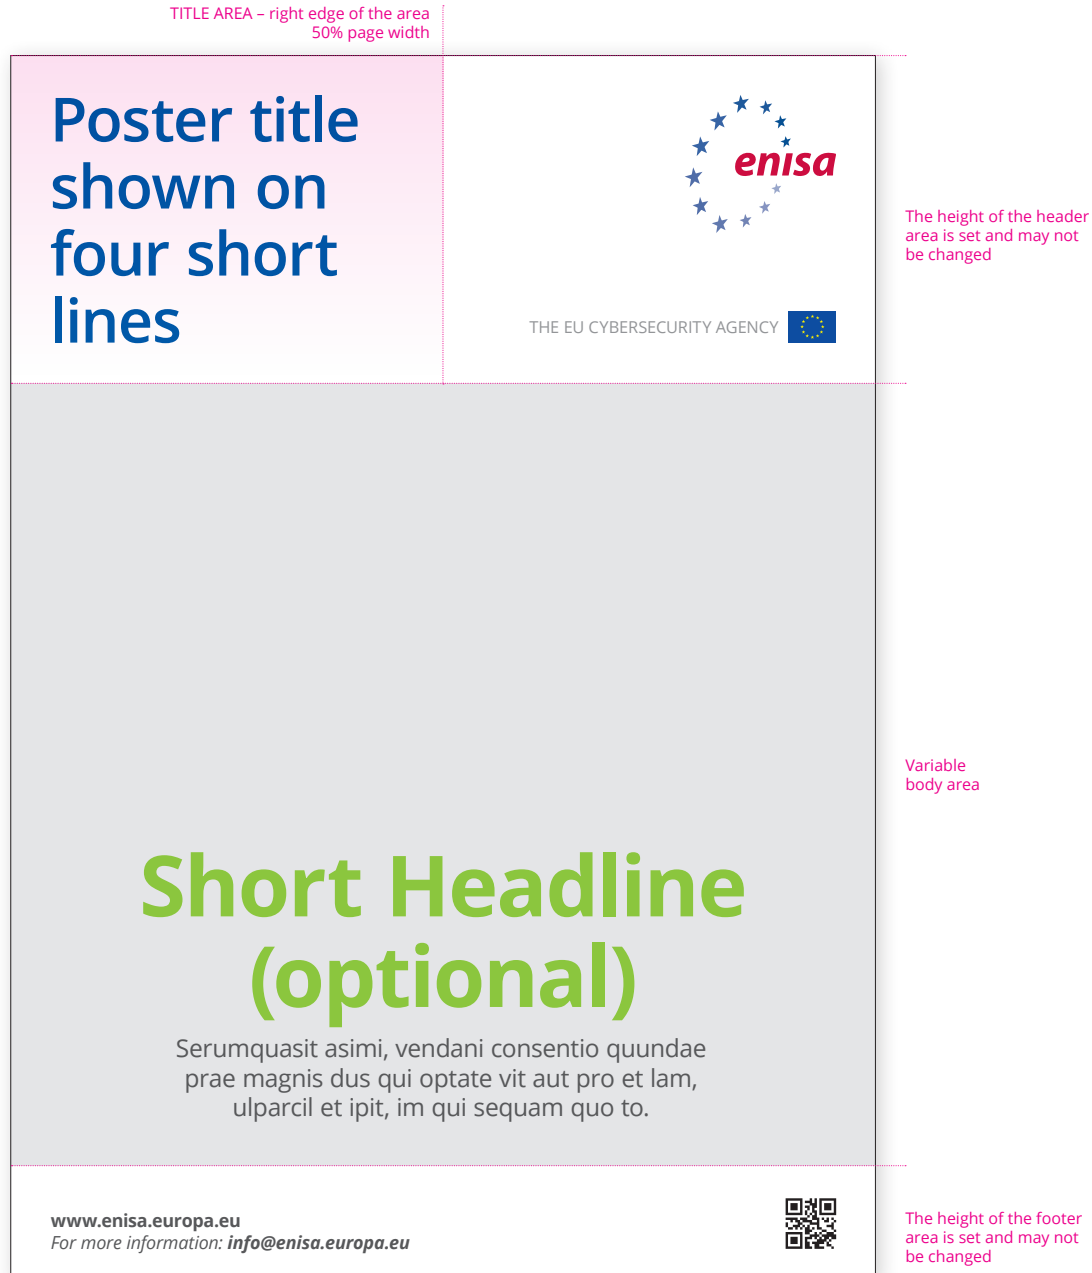 TITLE AREA – right edge of the area
50% page width
Poster title
shown on
four short
lines
enisa
THE EU CYBERSECURITY AGENCY
The height of the header
area is set and may not
be changed
Variable
body area
Short Headline
(optional)
Serumquasit asimi, vendani consentio quundae
prae magnis dus qui optate vit aut pro et lam,
ulparcil et ipit, im qui sequam quo to.
www.enisa.europa.eu
For more information: info@enisa.europa.eu
The height of the footer
area is set and may not
be changed